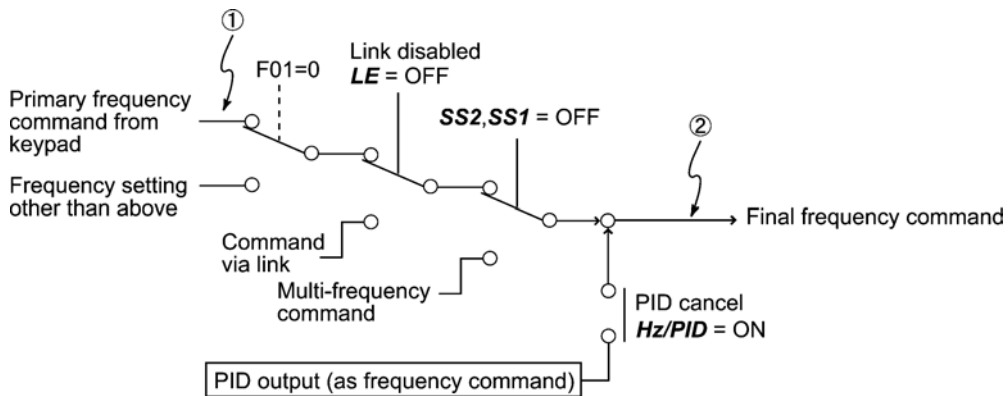 ①
F01=0
Link disabled
LE = OFF
SS2,SS1 = OFF
②
Primary frequency
command from
keypad
Frequency setting
other than above
Command
via link
Multi-frequency
command
Final frequency command
PID cancel
Hz/PID = ON
PID output (as frequency command)